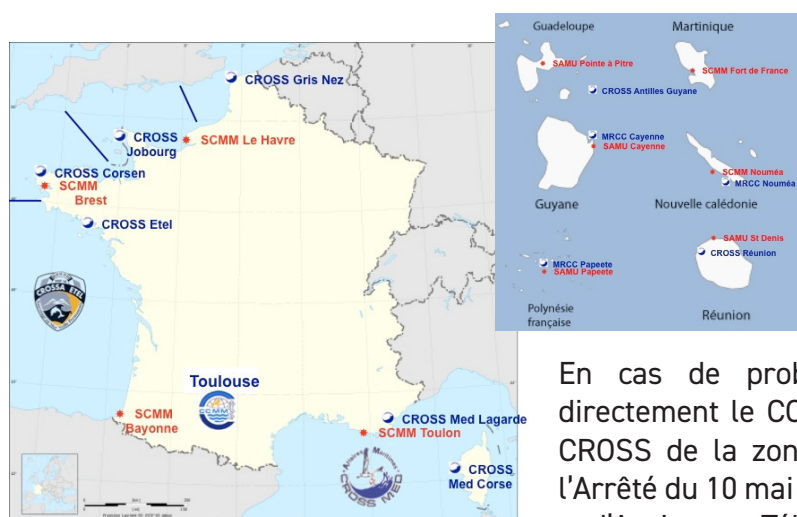 CROSS Gris Nez
CROSS
Jobourg
SCMM Le Havre
CROSS Corsen
SCMM
Brest
CROSS Etel
CROSSA
ETEL
Toulouse
CCMM
SCMM
Bayonne
CROSS Med Lagarde
SCMM Toulon
CROSS
Med Corse
Affaires Maritimes
CROSS MED
Guadeloupe
Martinique
SAMU Pointe à Pitre
SCMM Fort de France
CROSS Antilles Guyane
MRCC Cayenne
SAMU Cayenne
SCMM Nouméa
MRCC Nouméa
Guyane
Nouvelle calédonie
SAMU St Denis
MRCC Papeete
CROSS Réunion
SAMU Papeete
Polynésie
française
Réunion
En cas de prob
directement le CC
CROSS de la zon
l'Arrêté du 10 mai